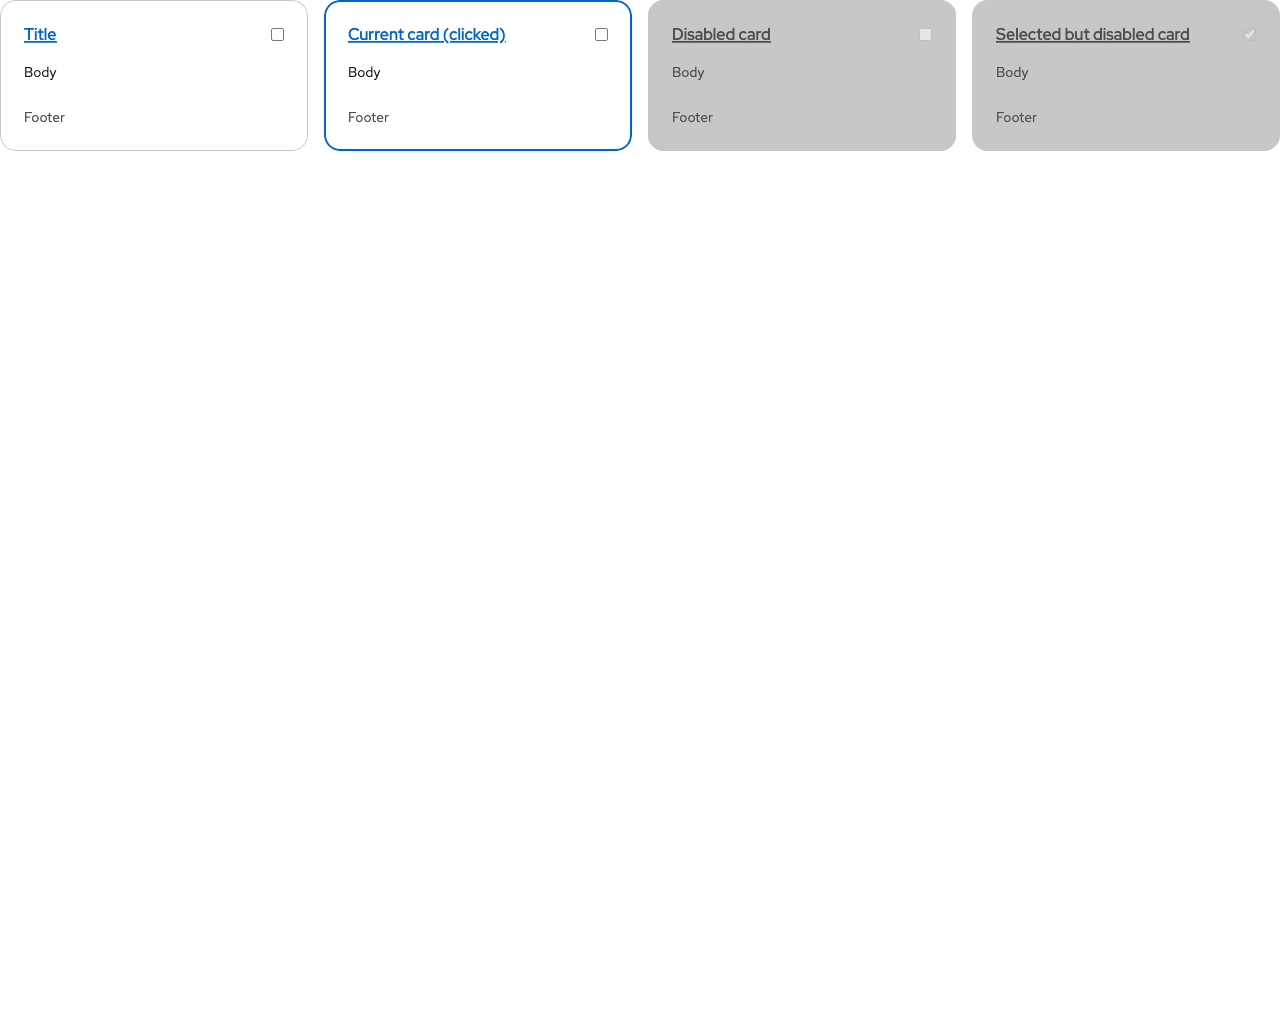 Title
Body
Footer
Current card (clicked)
Body
Footer
Disabled card
Body
Footer
Selected but disabled card
Body
Footer